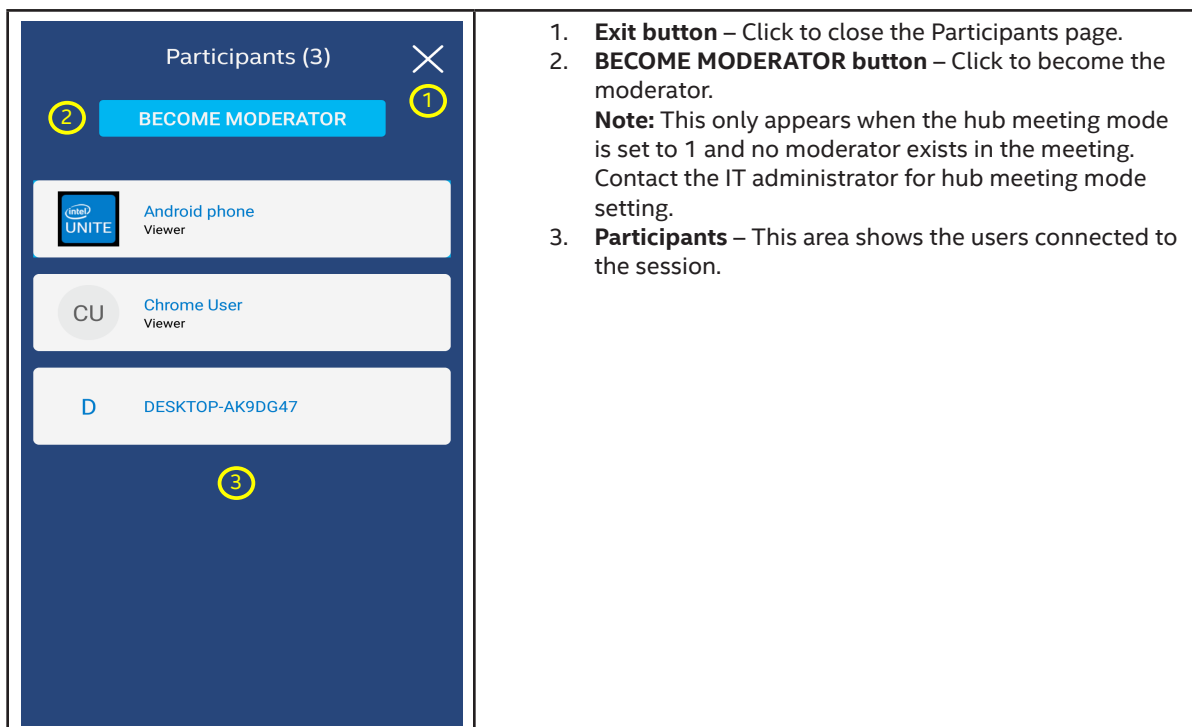 Participants (3)
1
2
BECOME MODERATOR
intel
UNITE
Android phone
Viewer
CU
Chrome User
Viewer
D
DESKTOP-AK9DG47
3
1. Exit button – Click to close the Participants page.
2. BECOME MODERATOR button – Click to become the
moderator.
Note: This only appears when the hub meeting mode
is set to 1 and no moderator exists in the meeting.
Contact the IT administrator for hub meeting mode
setting.
3. Participants – This area shows the users connected to
the session.